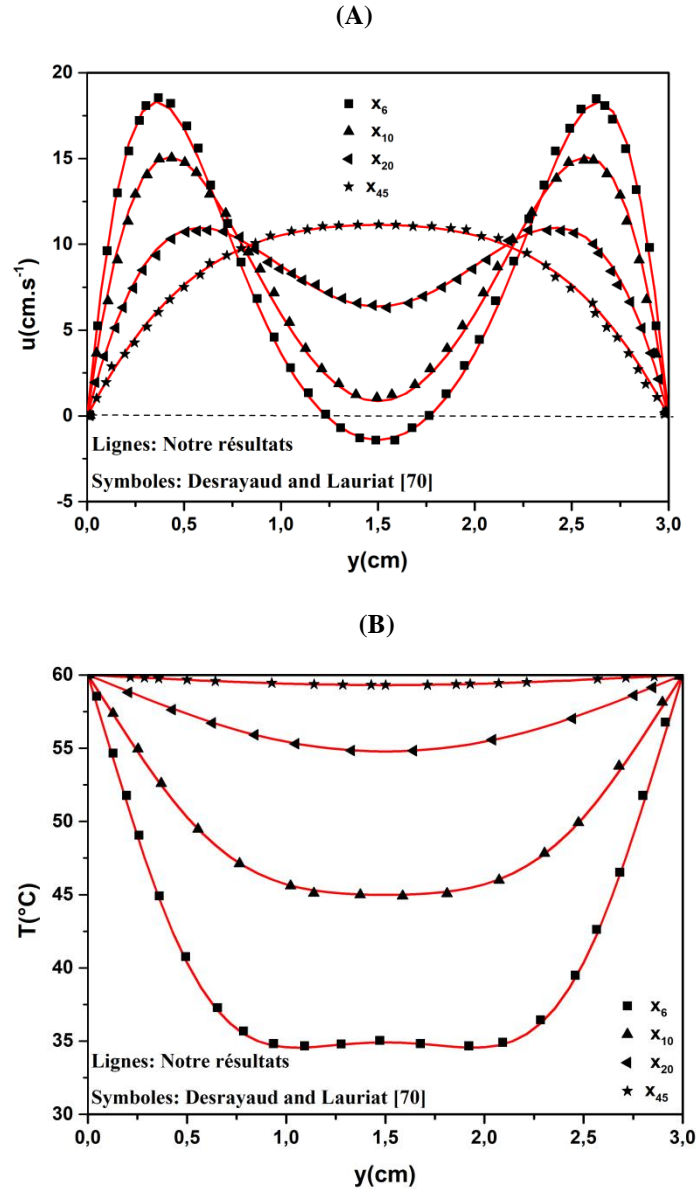 (A)
20
15
10
5
0
-5
u(cm.s⁻¹)
x₆
x₁₀
x₂₀
x₄₅
Lignes: Notre résultats
Symboles: Desrayaud and Lauriat [70]
0,0 0,5 1,0 1,5 2,0 2,5 3,0
y(cm)
(B)
60
55
50
45
40
35
30
T(°C)
x₆
x₁₀
x₂₀
x₄₅
Lignes: Notre résultats
Symboles: Desrayaud and Lauriat [70]
0,0 0,5 1,0 1,5 2,0 2,5 3,0
y(cm)